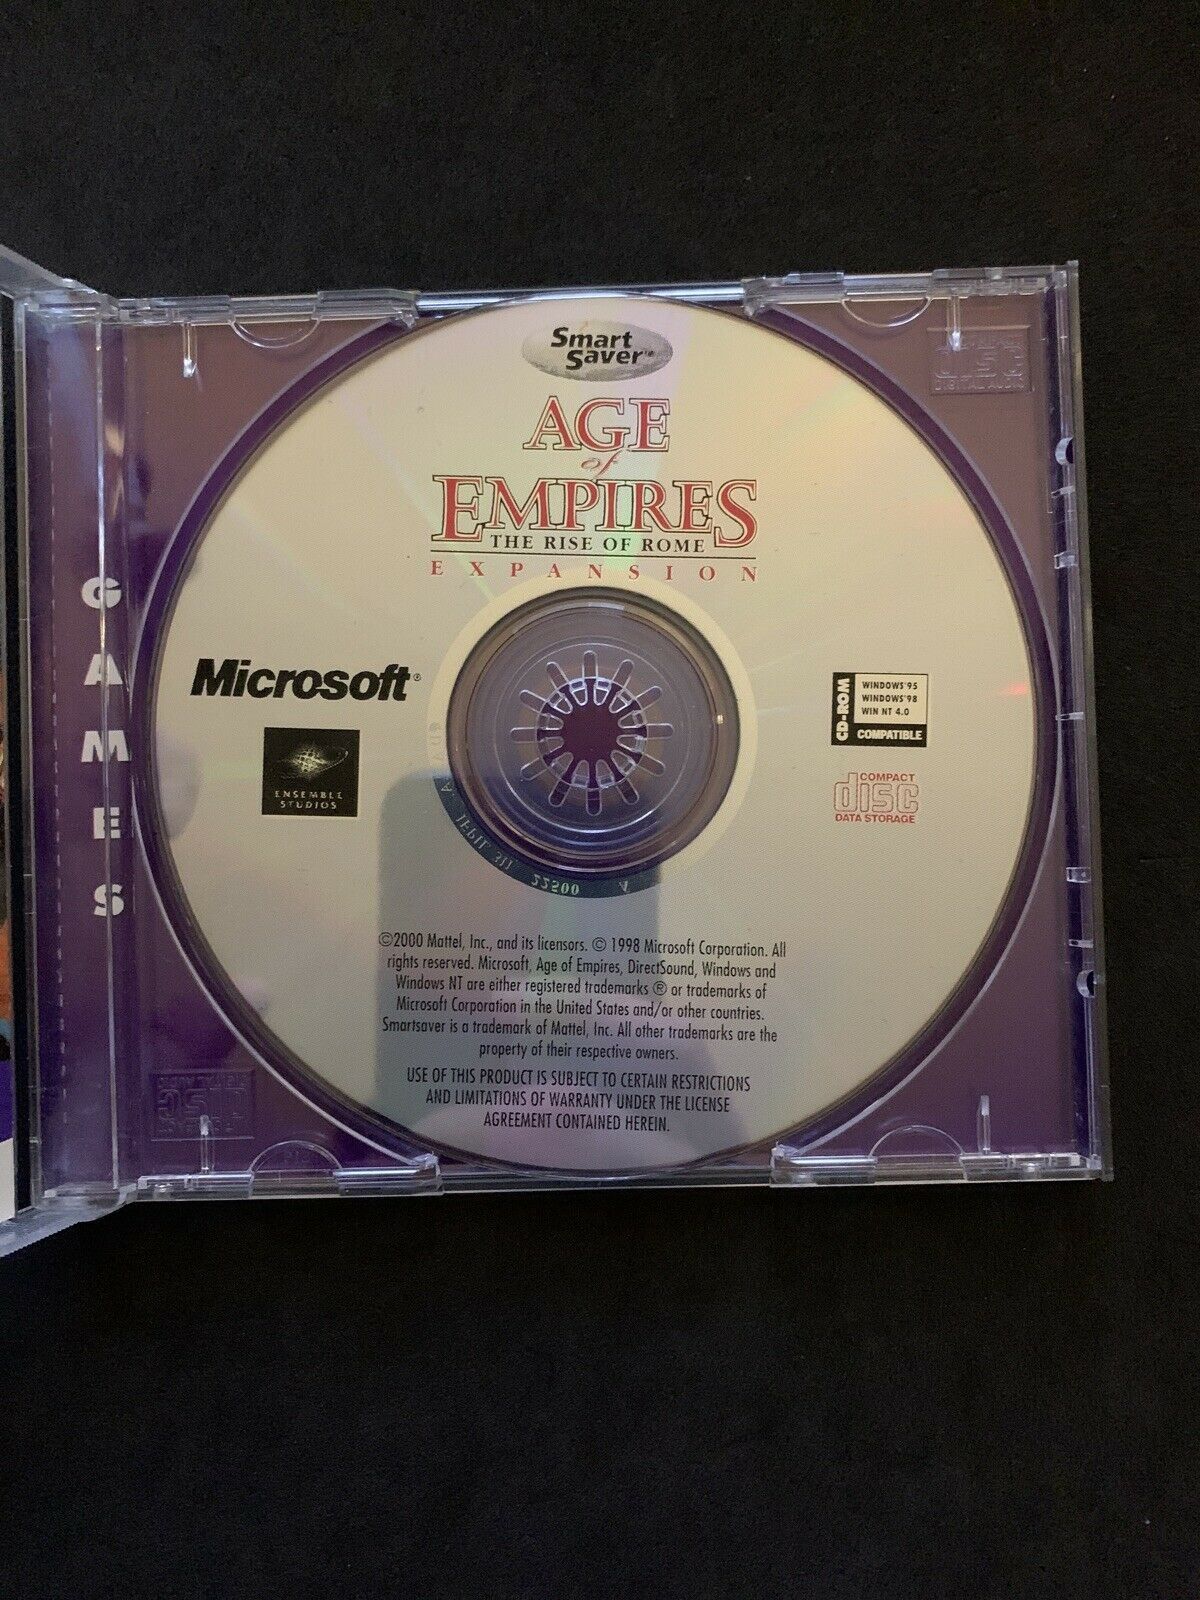 Smart
Saver™
AGE
of
EMPIRES
THE RISE OF ROME
EXPANSION
GAMES
Microsoft®
ENSEMBLE
STUDIOS
CD-ROM
WINDOWS'95
WINDOWS'98
WIN NT 4.0
COMPATIBLE
COMPACT
disc
DATA STORAGE
DIGITAL AUDIO
22500 A
©2000 Mattel, Inc., and its licensors. © 1998 Microsoft Corporation. All
rights reserved. Microsoft, Age of Empires, DirectSound, Windows and
Windows NT are either registered trademarks ® or trademarks of
Microsoft Corporation in the United States and/or other countries.
Smartsaver is a trademark of Mattel, Inc. All other trademarks are the
property of their respective owners.
USE OF THIS PRODUCT IS SUBJECT TO CERTAIN RESTRICTIONS
AND LIMITATIONS OF WARRANTY UNDER THE LICENSE
AGREEMENT CONTAINED HEREIN.